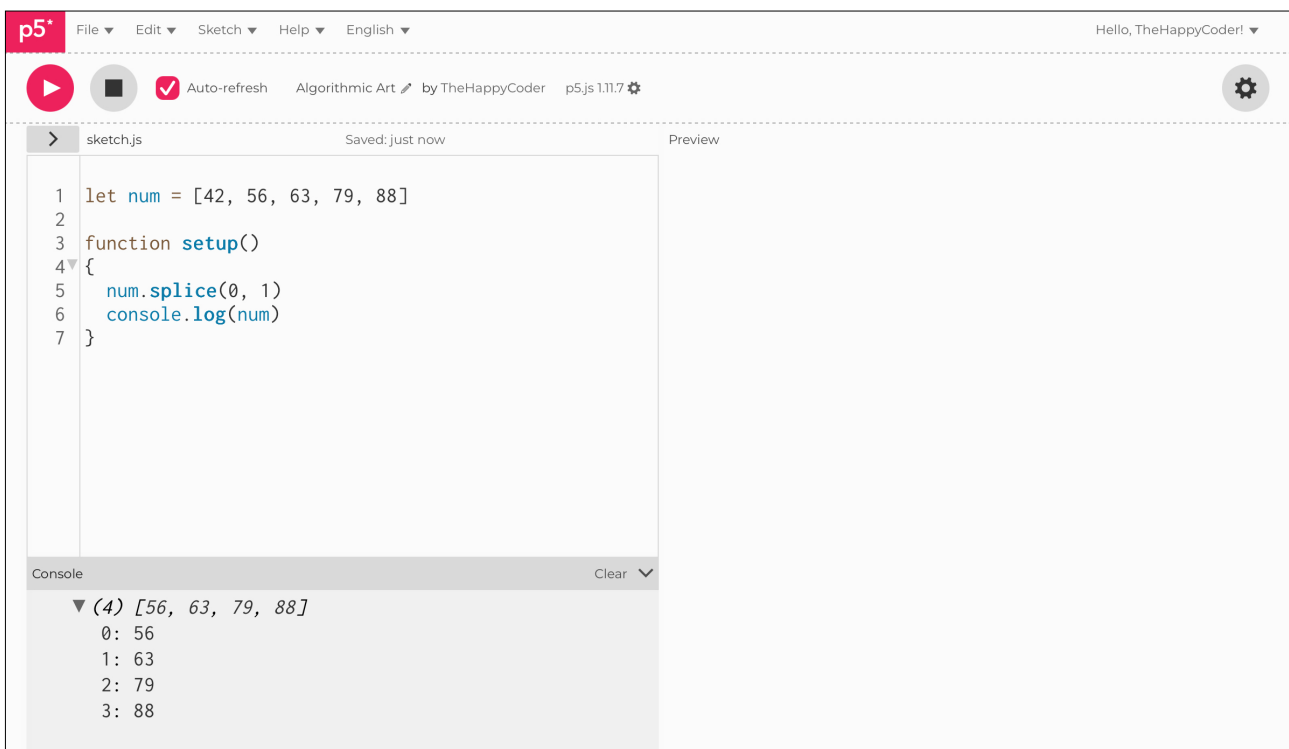 p5* File Edit Sketch Help English Hello, TheHappyCoder!
Auto-refresh Algorithmic Art by TheHappyCoder p5.js 1.11.7
sketch.js Saved: just now Preview
1 let num = [42, 56, 63, 79, 88]
2
3 function setup()
4 {
5 num.splice(0, 1)
6 console.log(num)
7 }
Console Clear
(4) [56, 63, 79, 88]
0: 56
1: 63
2: 79
3: 88